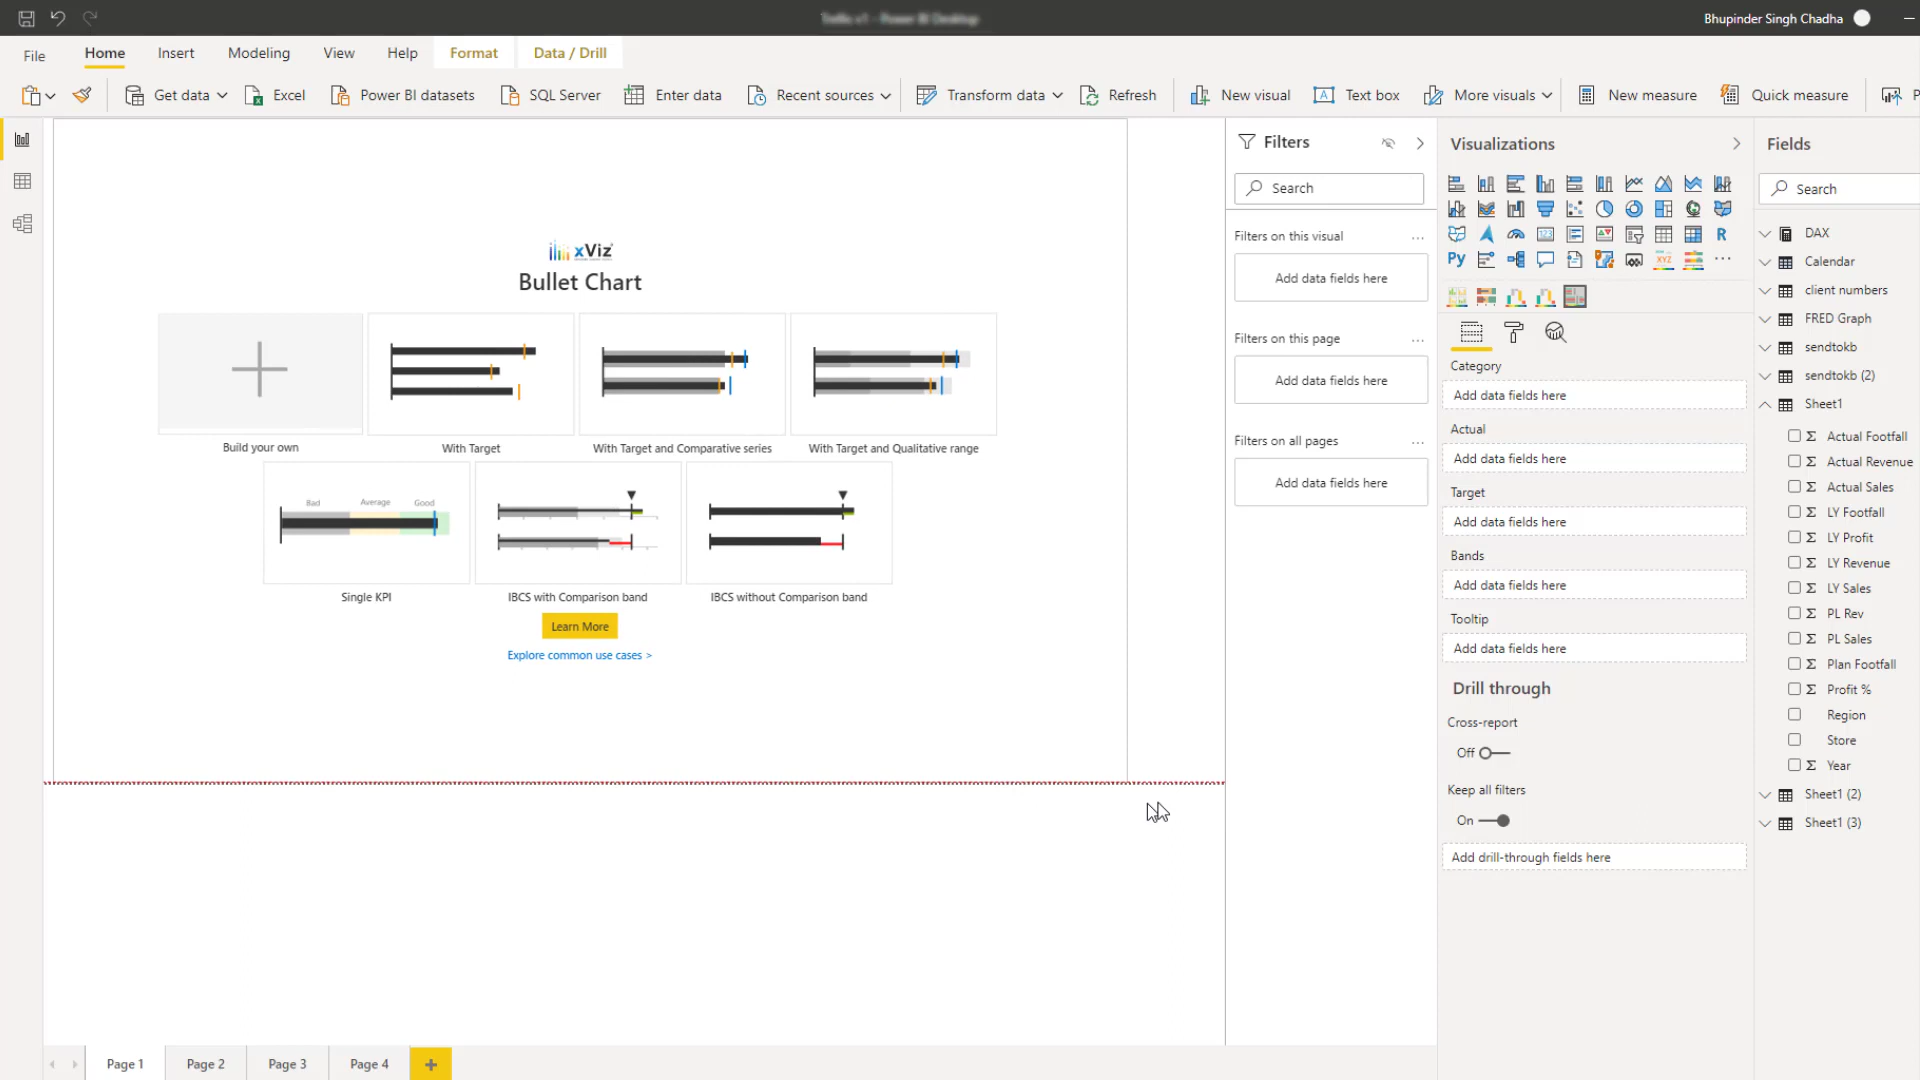 Power BI Desktop
Bhupinder Singh Chadha
File
Home
Insert
Modeling
View
Help
Format
Data / Drill
Get data
Excel
Power BI datasets
SQL Server
Enter data
Recent sources
Transform data
Refresh
New visual
Text box
More visuals
New measure
Quick measure
P
xViz
Bullet Chart
Build your own
With Target
With Target and Comparative series
With Target and Qualitative range
Bad
Average
Good
Single KPI
IBCS with Comparison band
IBCS without Comparison band
Learn More
Explore common use cases >
Filters
Search
Filters on this visual
...
Add data fields here
Filters on this page
...
Add data fields here
Filters on all pages
...
Add data fields here
Visualizations
R
Py
XYZ
...
Category
Add data fields here
Actual
Add data fields here
Target
Add data fields here
Bands
Add data fields here
Tooltip
Add data fields here
Drill through
Cross-report
Off
Keep all filters
On
Add drill-through fields here
Fields
Search
DAX
Calendar
client numbers
FRED Graph
sendtokb
sendtokb (2)
Sheet1
Σ Actual Footfall
Σ Actual Revenue
Σ Actual Sales
Σ LY Footfall
Σ LY Profit
Σ LY Revenue
Σ LY Sales
Σ PL Rev
Σ PL Sales
Σ Plan Footfall
Σ Profit %
Region
Store
Σ Year
Sheet1 (2)
Sheet1 (3)
Page 1
Page 2
Page 3
Page 4
+